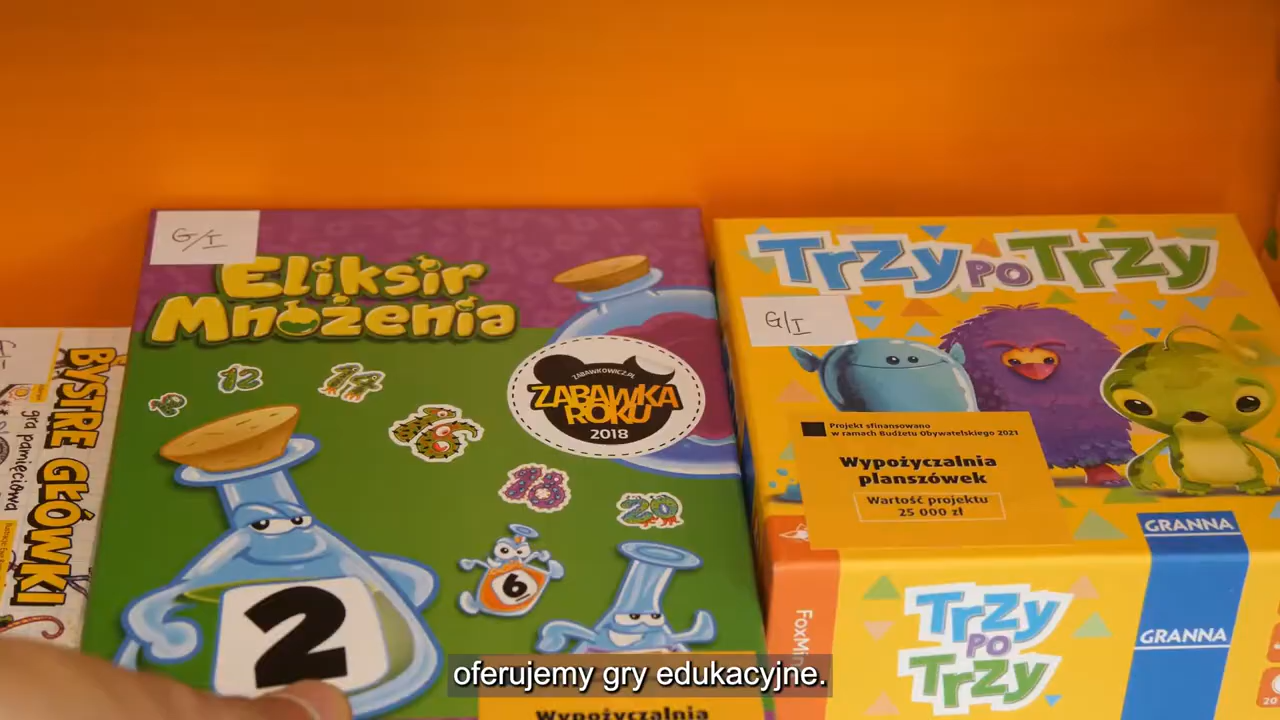 G/I
Eliksir
Mnożenia
12
14
16
18
20
ZABAWKOWICZ.PL
ZABAWKA
ROKU
2018
6
2
BYSTRE GŁÓWKI
gra pamięciowa
Trzy po Trzy
G/I
Projekt sfinansowano
w ramach Budżetu Obywatelskiego 2021
Wypożyczalnia
planszówek
Wartość projektu
25 000 zł
GRANNA
GRANNA
Trzy
po
Trzy
20
Wypożyczalnia
oferujemy gry edukacyjne.